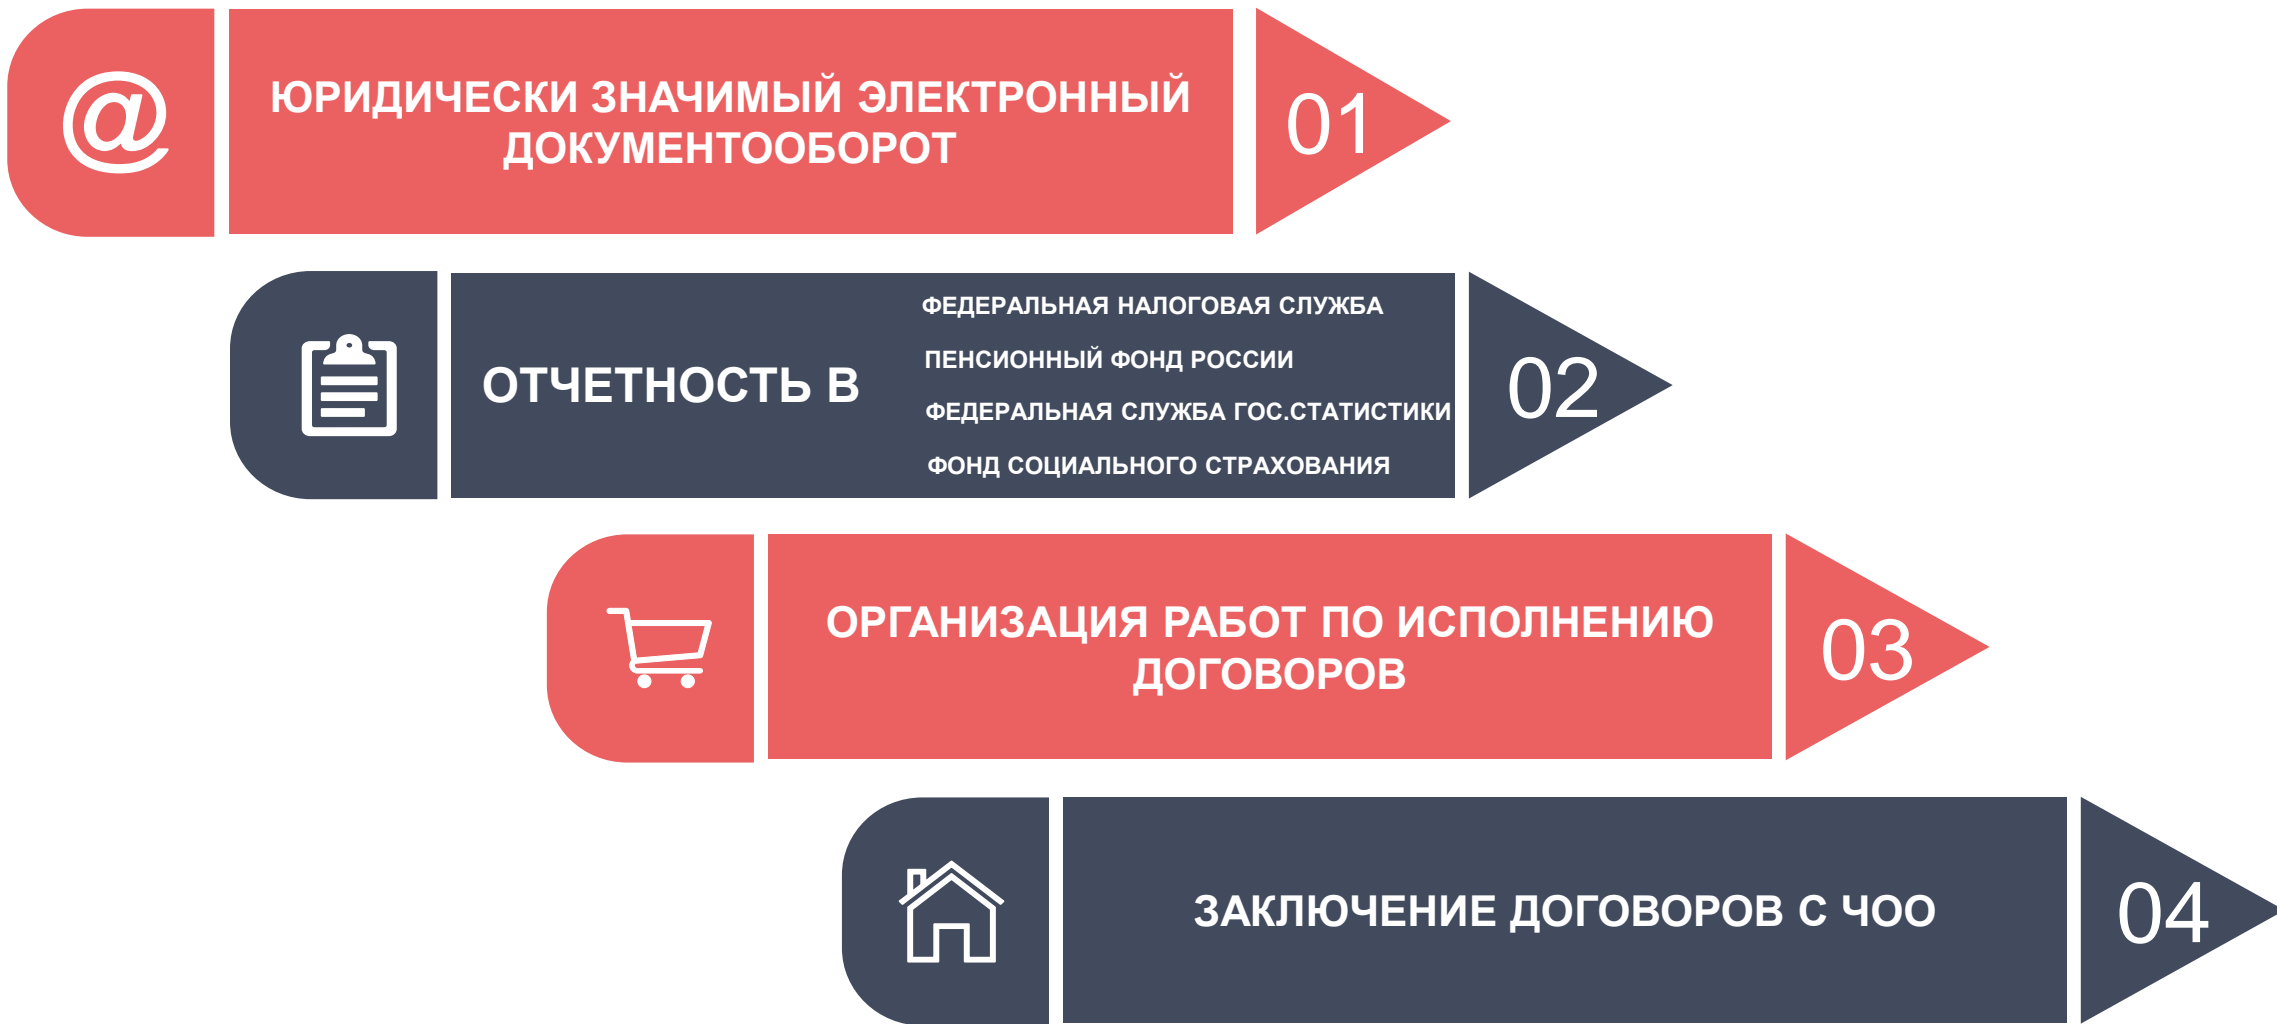 @
ЮРИДИЧЕСКИ ЗНАЧИМЫЙ ЭЛЕКТРОННЫЙ
ДОКУМЕНТООБОРОТ
01
ОТЧЕТНОСТЬ В
ФЕДЕРАЛЬНАЯ НАЛОГОВАЯ СЛУЖБА
ПЕНСИОННЫЙ ФОНД РОССИИ
ФЕДЕРАЛЬНАЯ СЛУЖБА ГОС.СТАТИСТИКИ
ФОНД СОЦИАЛЬНОГО СТРАХОВАНИЯ
02
ОРГАНИЗАЦИЯ РАБОТ ПО ИСПОЛНЕНИЮ
ДОГОВОРОВ
03
ЗАКЛЮЧЕНИЕ ДОГОВОРОВ С ЧОО
04